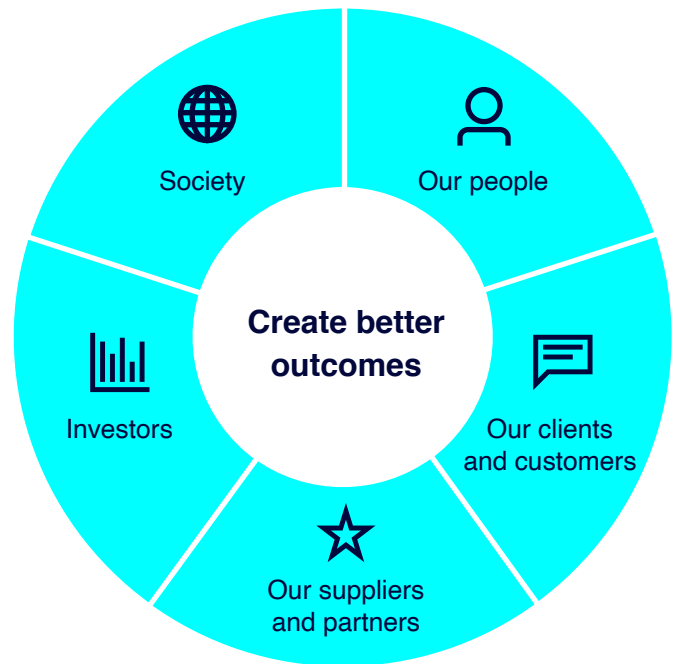 Society
Our people
Create better
outcomes
Investors
Our clients
and customers
Our suppliers
and partners